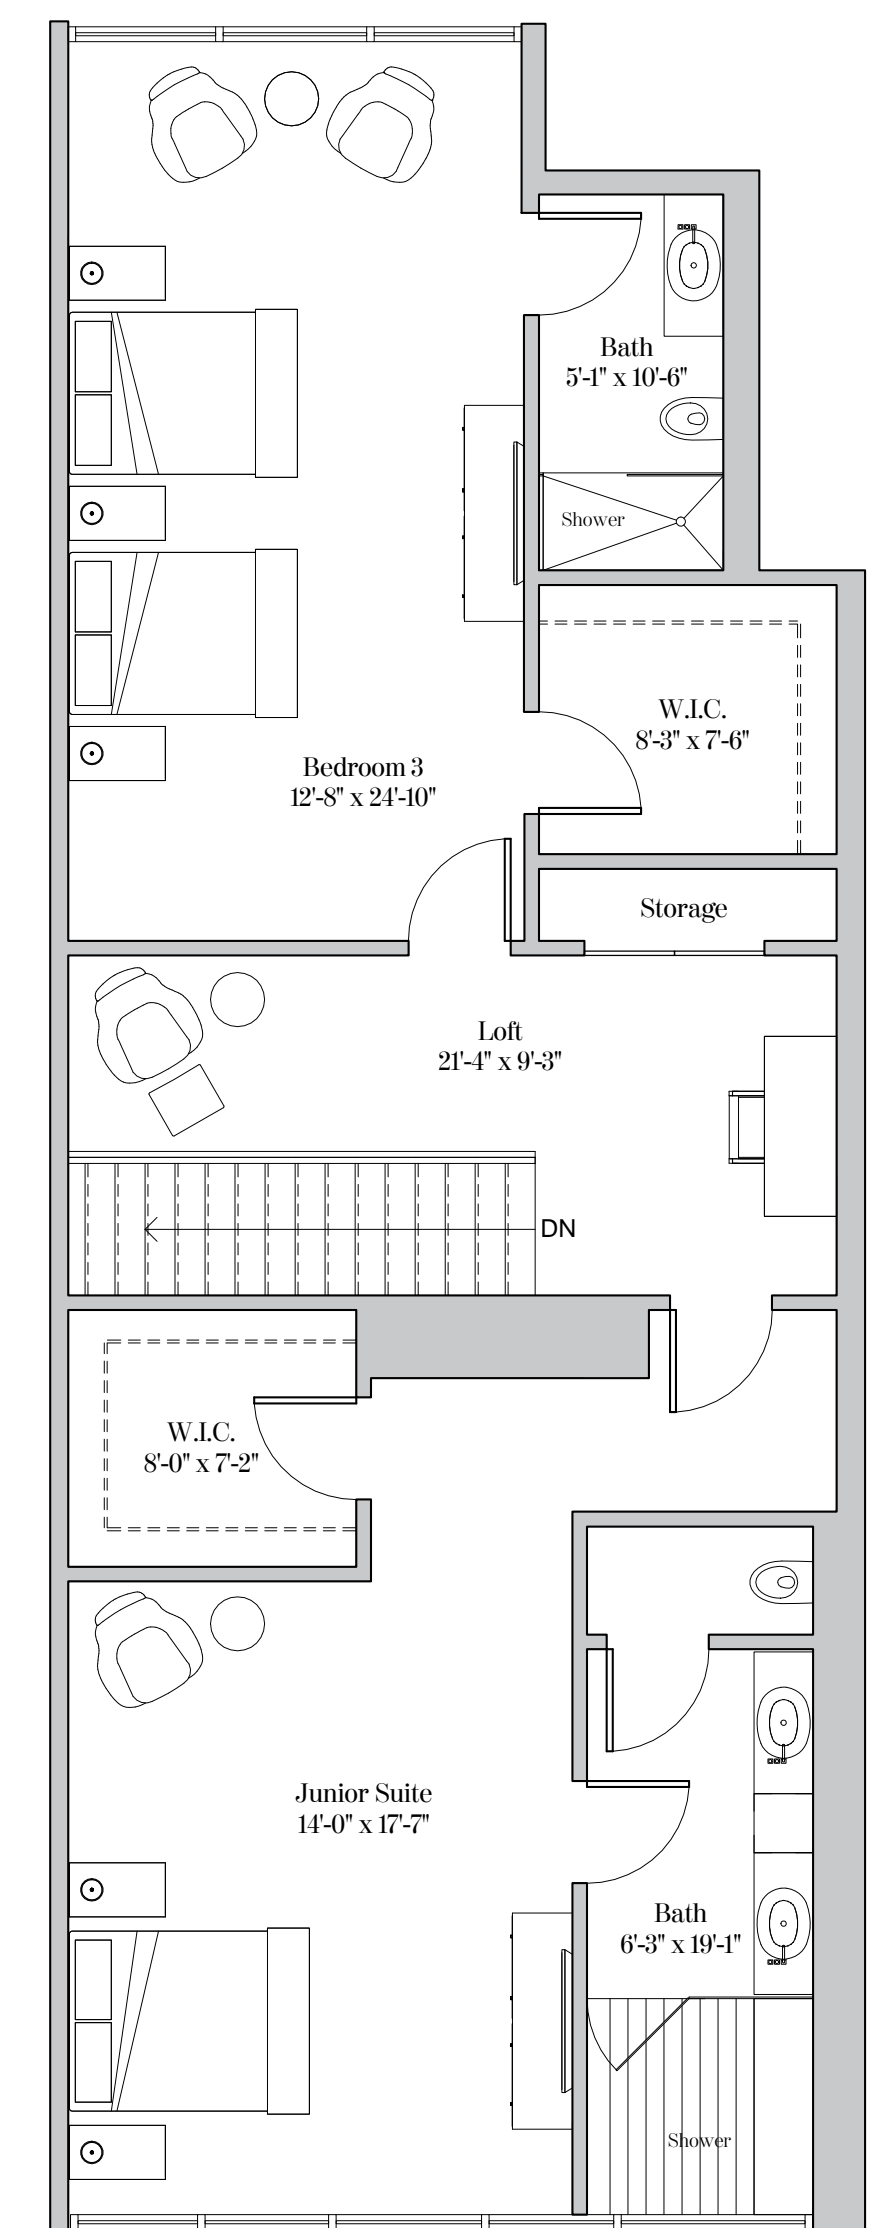 Bath
5'-1" x 10'-6"
Shower
W.I.C.
8'-3" x 7'-6"
Bedroom 3
12'-8" x 24'-10"
Storage
Loft
21'-4" x 9'-3"
DN
W.I.C.
8'-0" x 7'-2"
Junior Suite
14'-0" x 17'-7"
Bath
6'-3" x 19'-1"
Shower